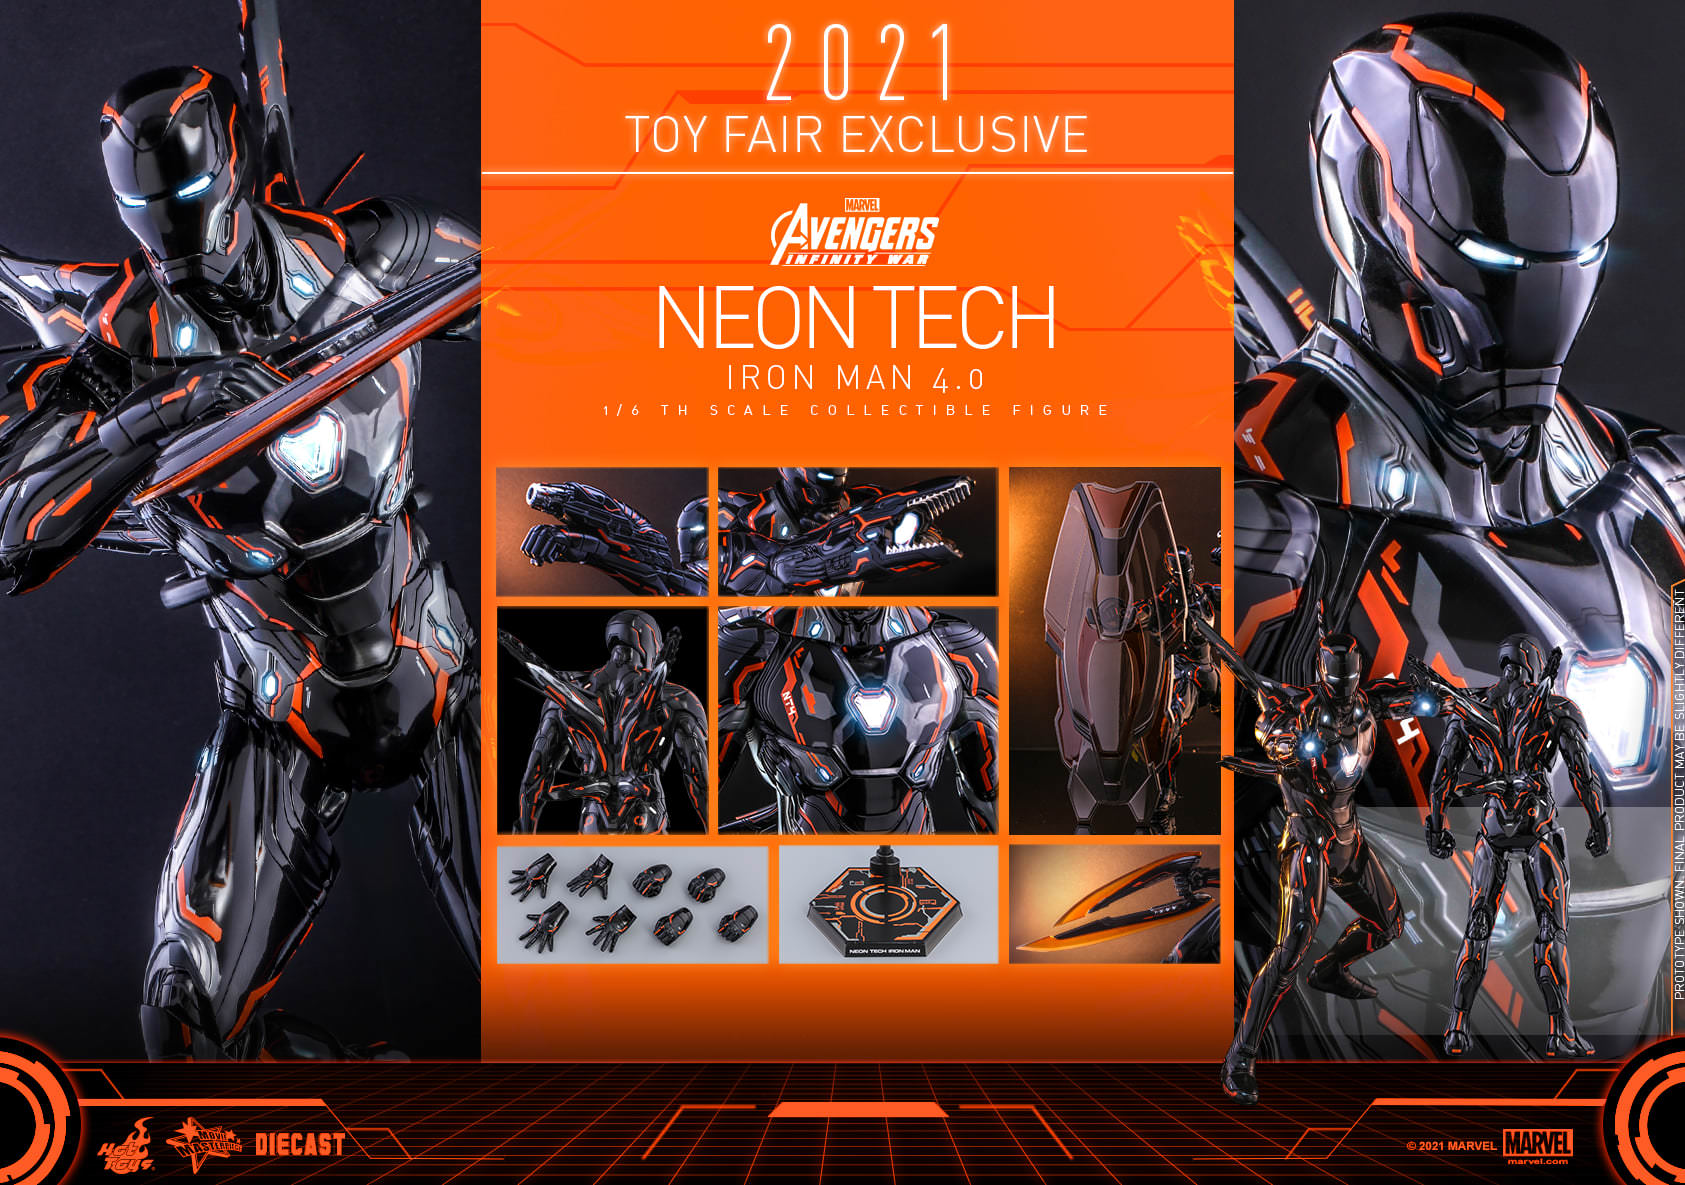 2021
TOY FAIR EXCLUSIVE
MARVEL
AVENGERS
INFINITY WAR
NEON TECH
IRON MAN 4.0
1/6 TH SCALE COLLECTIBLE FIGURE
NT4
NEON TECH IRON MAN
PROTOTYPE SHOWN. FINAL PRODUCT MAY BE SLIGHTLY DIFFERENT
Hot Toys
MOVIE MASTERPIECE
DIECAST
© 2021 MARVEL
MARVEL
marvel.com